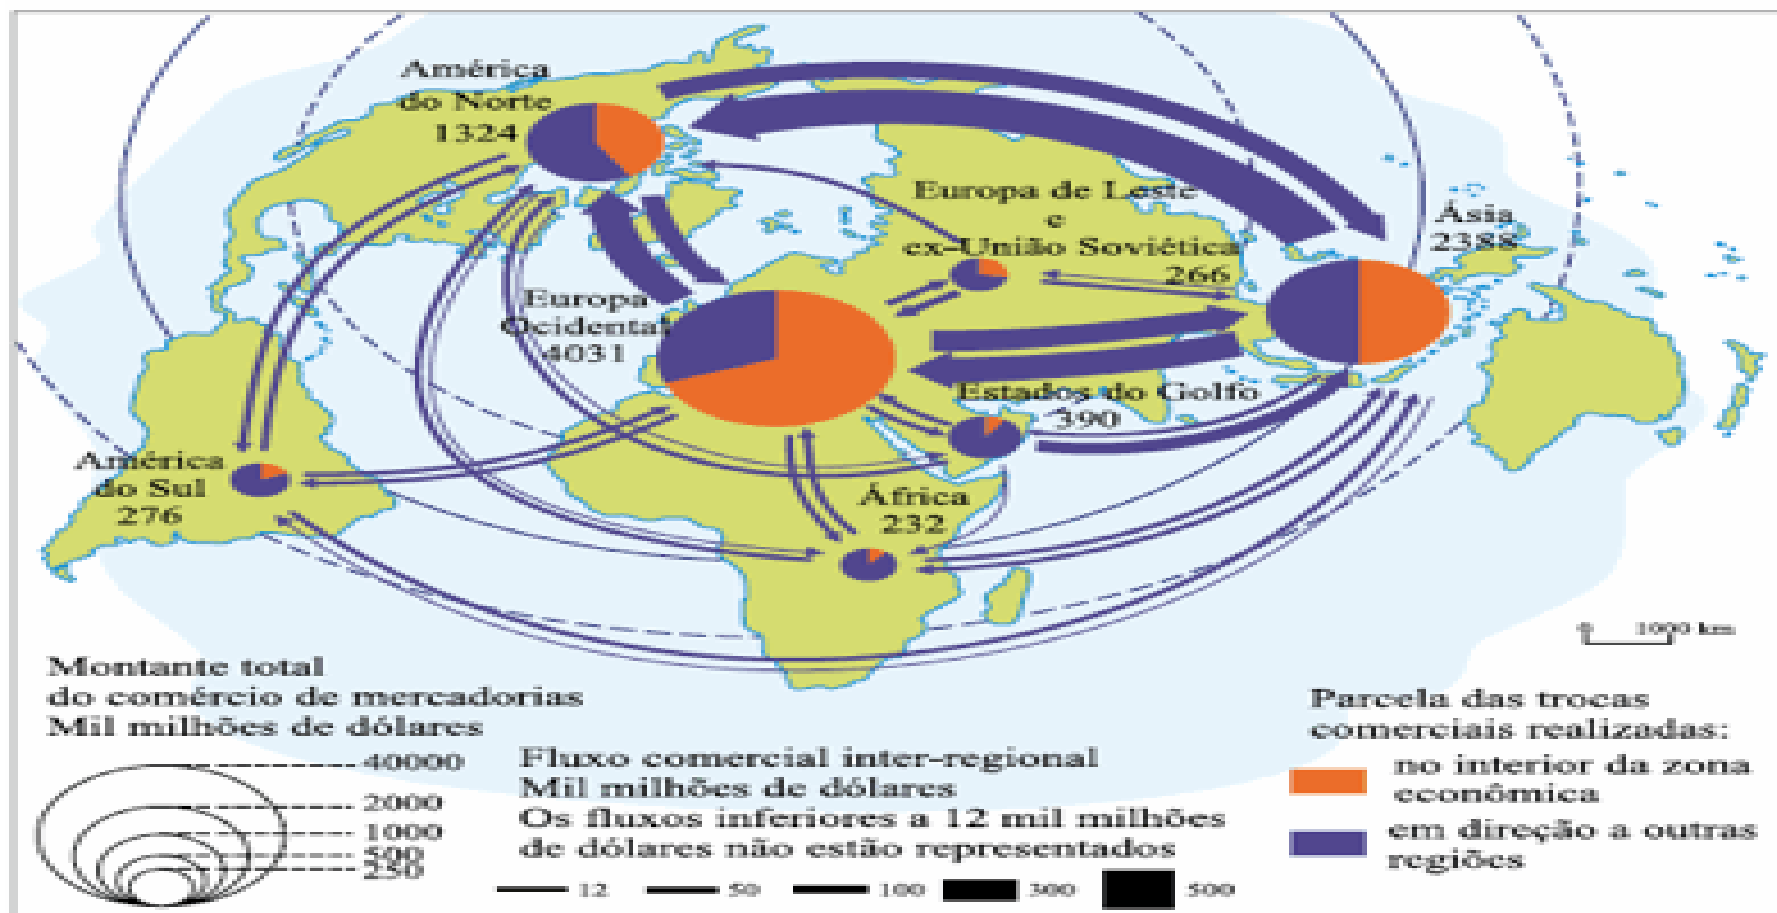 América
do Norte
1324
Europa de Leste
e
ex-União Soviética
266
Ásia
2388
Europa
Ocidental
4031
Estados do Golfo
390
América
do Sul
276
África
232
0 1000 km
Montante total
do comércio de mercadorias
Mil milhões de dólares
40000
2000
1000
500
250
Fluxo comercial inter-regional
Mil milhões de dólares
Os fluxos inferiores a 12 mil milhões
de dólares não estão representados
12 50 100 300 500
Parcela das trocas
comerciais realizadas:
no interior da zona
econômica
em direção a outras
regiões